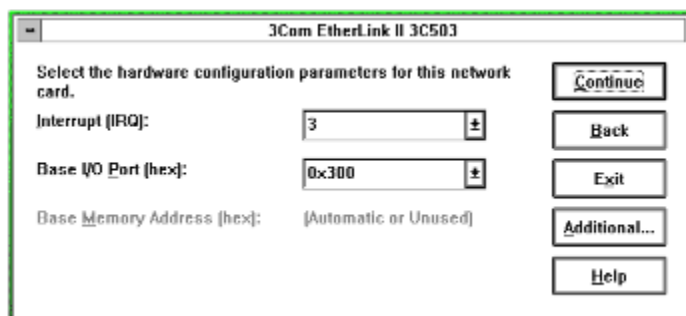 3Com EtherLink II 3C503
Select the hardware configuration parameters for this network
card.
Continue
Interrupt (IRQ):
3
Back
Base I/O Port (hex):
0x300
Exit
Base Memory Address (hex):
(Automatic or Unused)
Additional...
Help